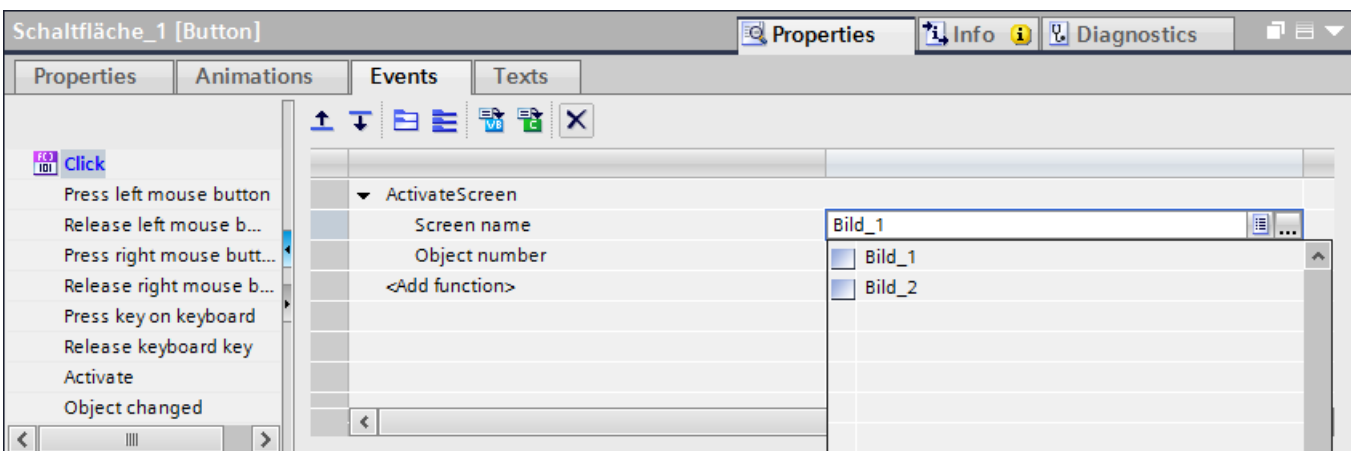 Schaltfläche_1 [Button]
Properties
Info
Diagnostics
Properties
Animations
Events
Texts
Click
Press left mouse button
Release left mouse b...
Press right mouse butt...
Release right mouse b...
Press key on keyboard
Release keyboard key
Activate
Object changed
ActivateScreen
Screen name
Bild_1
...
Object number
Bild_1
<Add function>
Bild_2